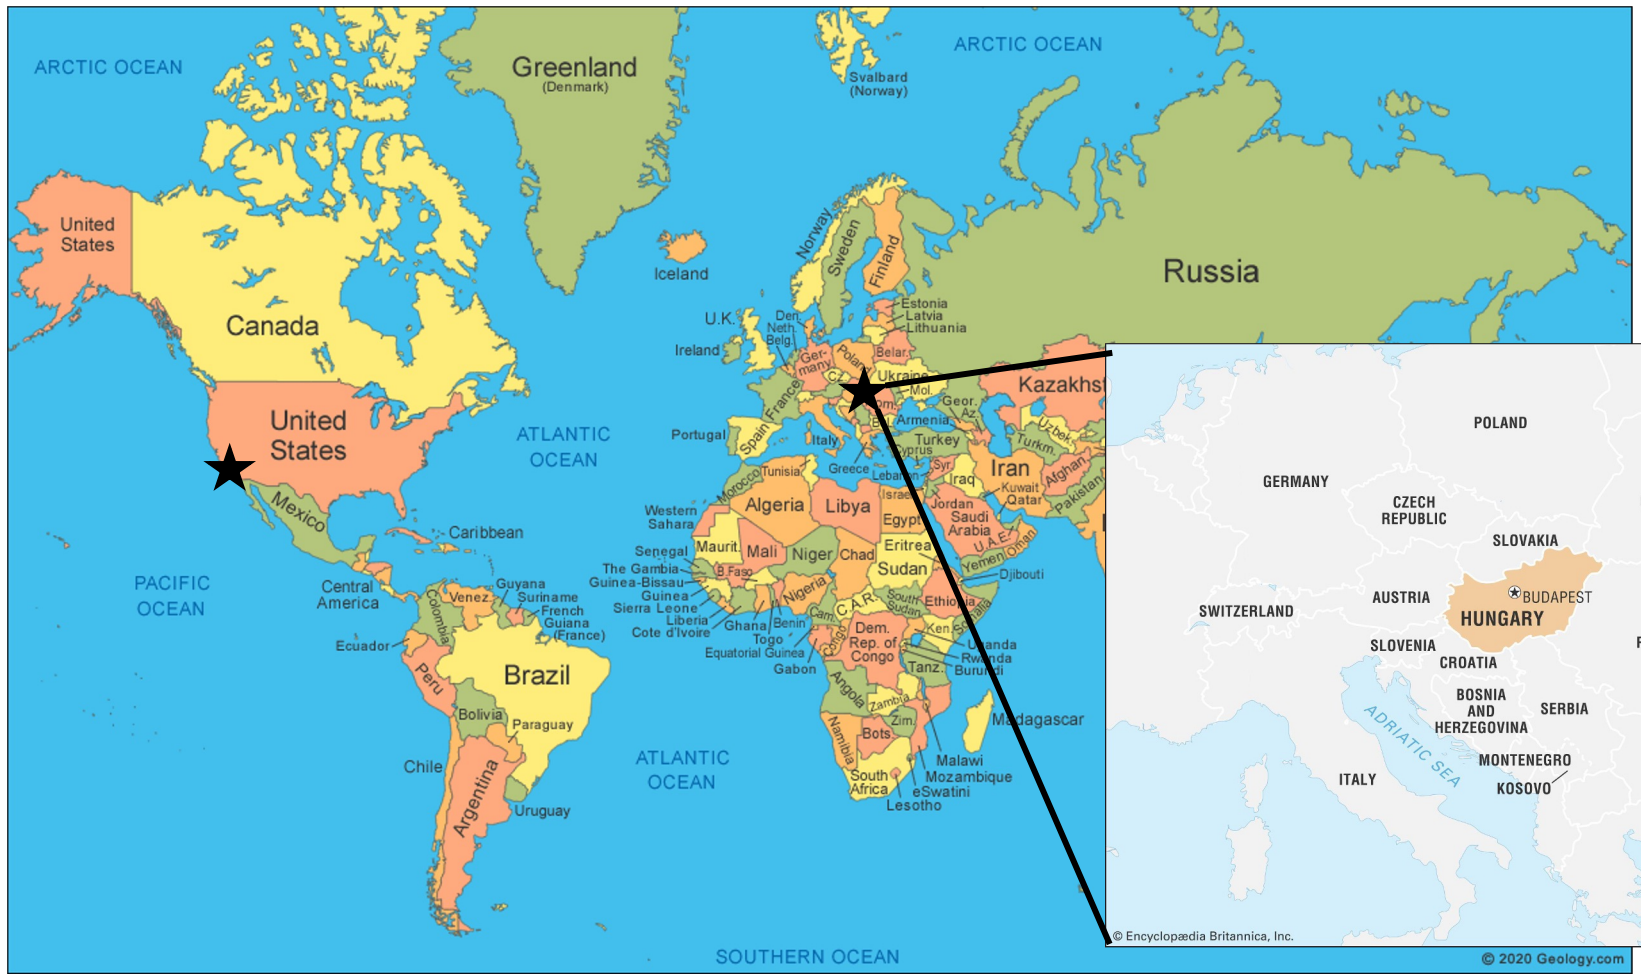 ARCTIC OCEAN
ARCTIC OCEAN
Greenland
(Denmark)
Svalbard
(Norway)
United
States
Iceland
Norway
Sweden
Finland
Russia
Canada
Estonia
Latvia
Lithuania
U.K.
Ireland
Den.
Neth.
Belg.
Ger-
many
Poland
Belar.
Cz.
Ukraine
Mol.
Kazakhst
France
United
States
ATLANTIC
OCEAN
Portugal
Spain
Italy
Greece
Geor.
Az.
Armenia
Turkey
Cyprus
Lebanon
Syr.
Israel
Iraq
Iran
Kuwait
Qatar
Uzbek.
Turkm.
Afghan.
Pakistan
Mexico
Caribbean
Central
America
Morocco
Tunisia
Algeria
Libya
Egypt
Western
Sahara
Jordan
Saudi
Arabia
U.A.E.
Oman
Yemen
Djibouti
Maurit.
Mali
Niger
Chad
Eritrea
Sudan
Senegal
The Gambia
Guinea-Bissau
Guinea
Sierra Leone
Liberia
Cote d'Ivoire
B.Faso
Ghana
Togo
Benin
Nigeria
Equatorial Guinea
Gabon
Cam.
C.A.R.
South
Sudan
Ethiopia
Somalia
Congo
Dem.
Rep. of
Congo
Ken.
Uganda
Rwanda
Burundi
Tanz.
PACIFIC
OCEAN
Venez.
Guyana
Suriname
French
Guiana
(France)
Colombia
Ecuador
Peru
Brazil
Bolivia
Paraguay
Chile
Argentina
Uruguay
ATLANTIC
OCEAN
Angola
Zambia
Zim.
Namibia
Bots.
South
Africa
Madagascar
Malawi
Mozambique
eSwatini
Lesotho
SOUTHERN OCEAN
© 2020 Geology.com
POLAND
GERMANY
CZECH
REPUBLIC
SLOVAKIA
AUSTRIA
BUDAPEST
HUNGARY
SWITZERLAND
SLOVENIA
CROATIA
BOSNIA
AND
HERZEGOVINA
SERBIA
ADRIATIC SEA
MONTENEGRO
KOSOVO
ITALY
© Encyclopædia Britannica, Inc.